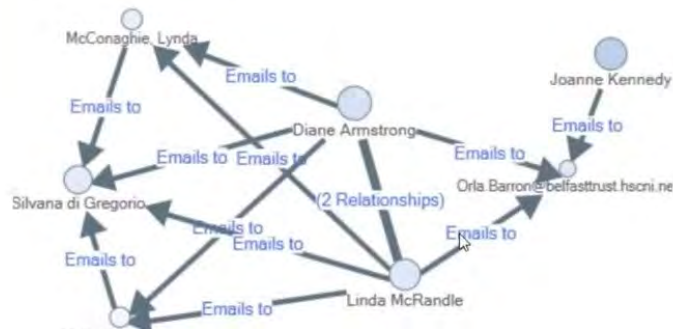 McConaghie, Lynda
Joanne Kennedy
Emails to
Emails to
Diane Armstrong
Emails to
Emails to
Emails to
Emails to
Orla.Barron@belfasttrust.hscni.ne
Silvana di Gregorio
(2 Relationships)
Emails to
Emails to
Emails to
Emails to
Linda McRandle
Emails to